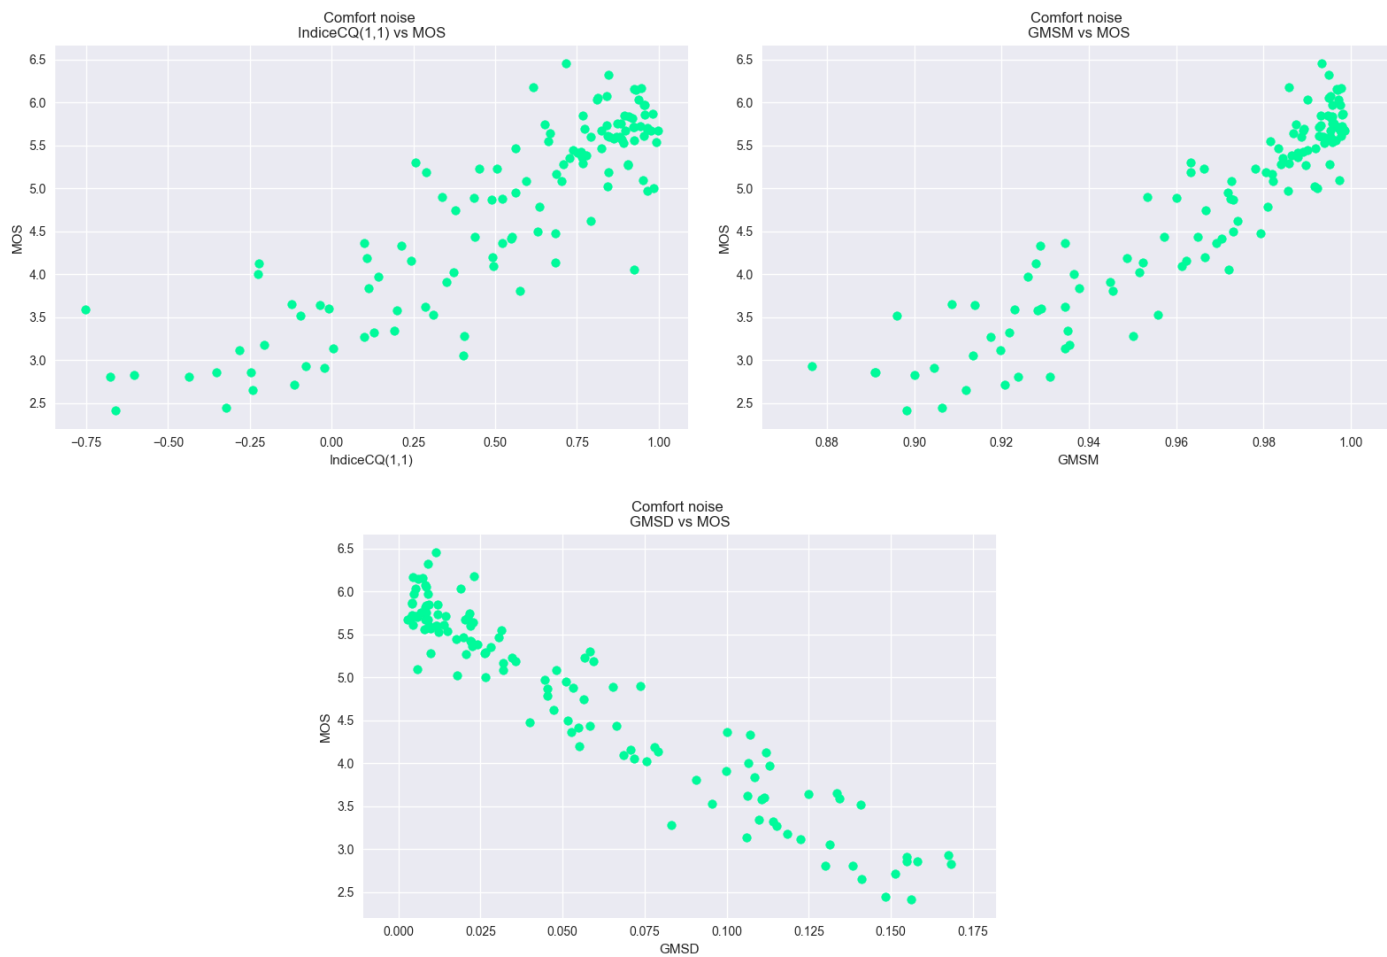 Comfort noise
IndiceCQ(1,1) vs MOS
6.5
6.0
5.5
5.0
4.5
4.0
3.5
3.0
2.5
MOS
−0.75 −0.50 −0.25 0.00 0.25 0.50 0.75 1.00
IndiceCQ(1,1)
Comfort noise
GMSM vs MOS
6.5
6.0
5.5
5.0
4.5
4.0
3.5
3.0
2.5
MOS
0.88 0.90 0.92 0.94 0.96 0.98 1.00
GMSM
Comfort noise
GMSD vs MOS
6.5
6.0
5.5
5.0
4.5
4.0
3.5
3.0
2.5
MOS
0.000 0.025 0.050 0.075 0.100 0.125 0.150 0.175
GMSD